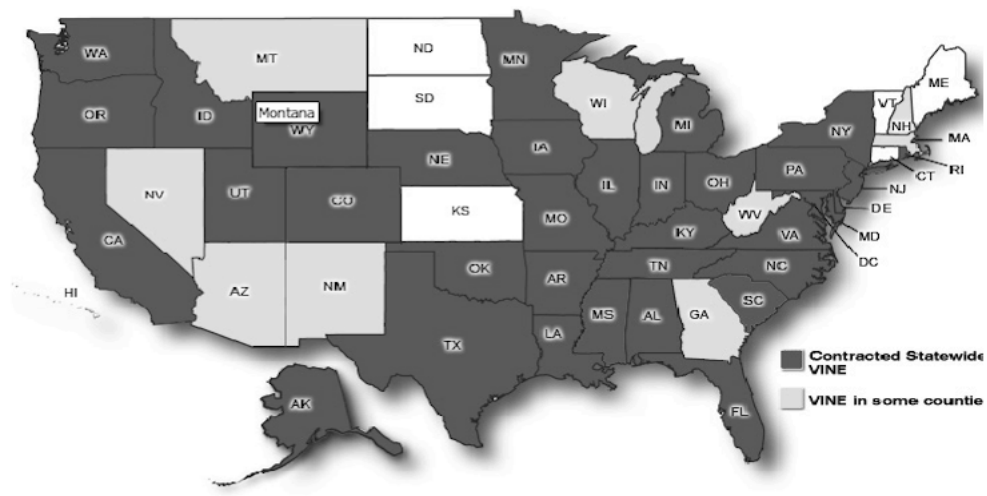 WA
MT
ND
MN
ME
OR
ID
SD
WI
VT
NH
Montana
WY
MI
NY
MA
NE
IA
PA
CT
RI
NV
UT
CO
KS
IL
IN
OH
NJ
MO
WV
DE
CA
KY
VA
MD
DC
OK
TN
NC
HI
AZ
NM
AR
SC
MS
AL
GA
TX
LA
Contracted Statewide
VINE
AK
VINE in some countie
FL